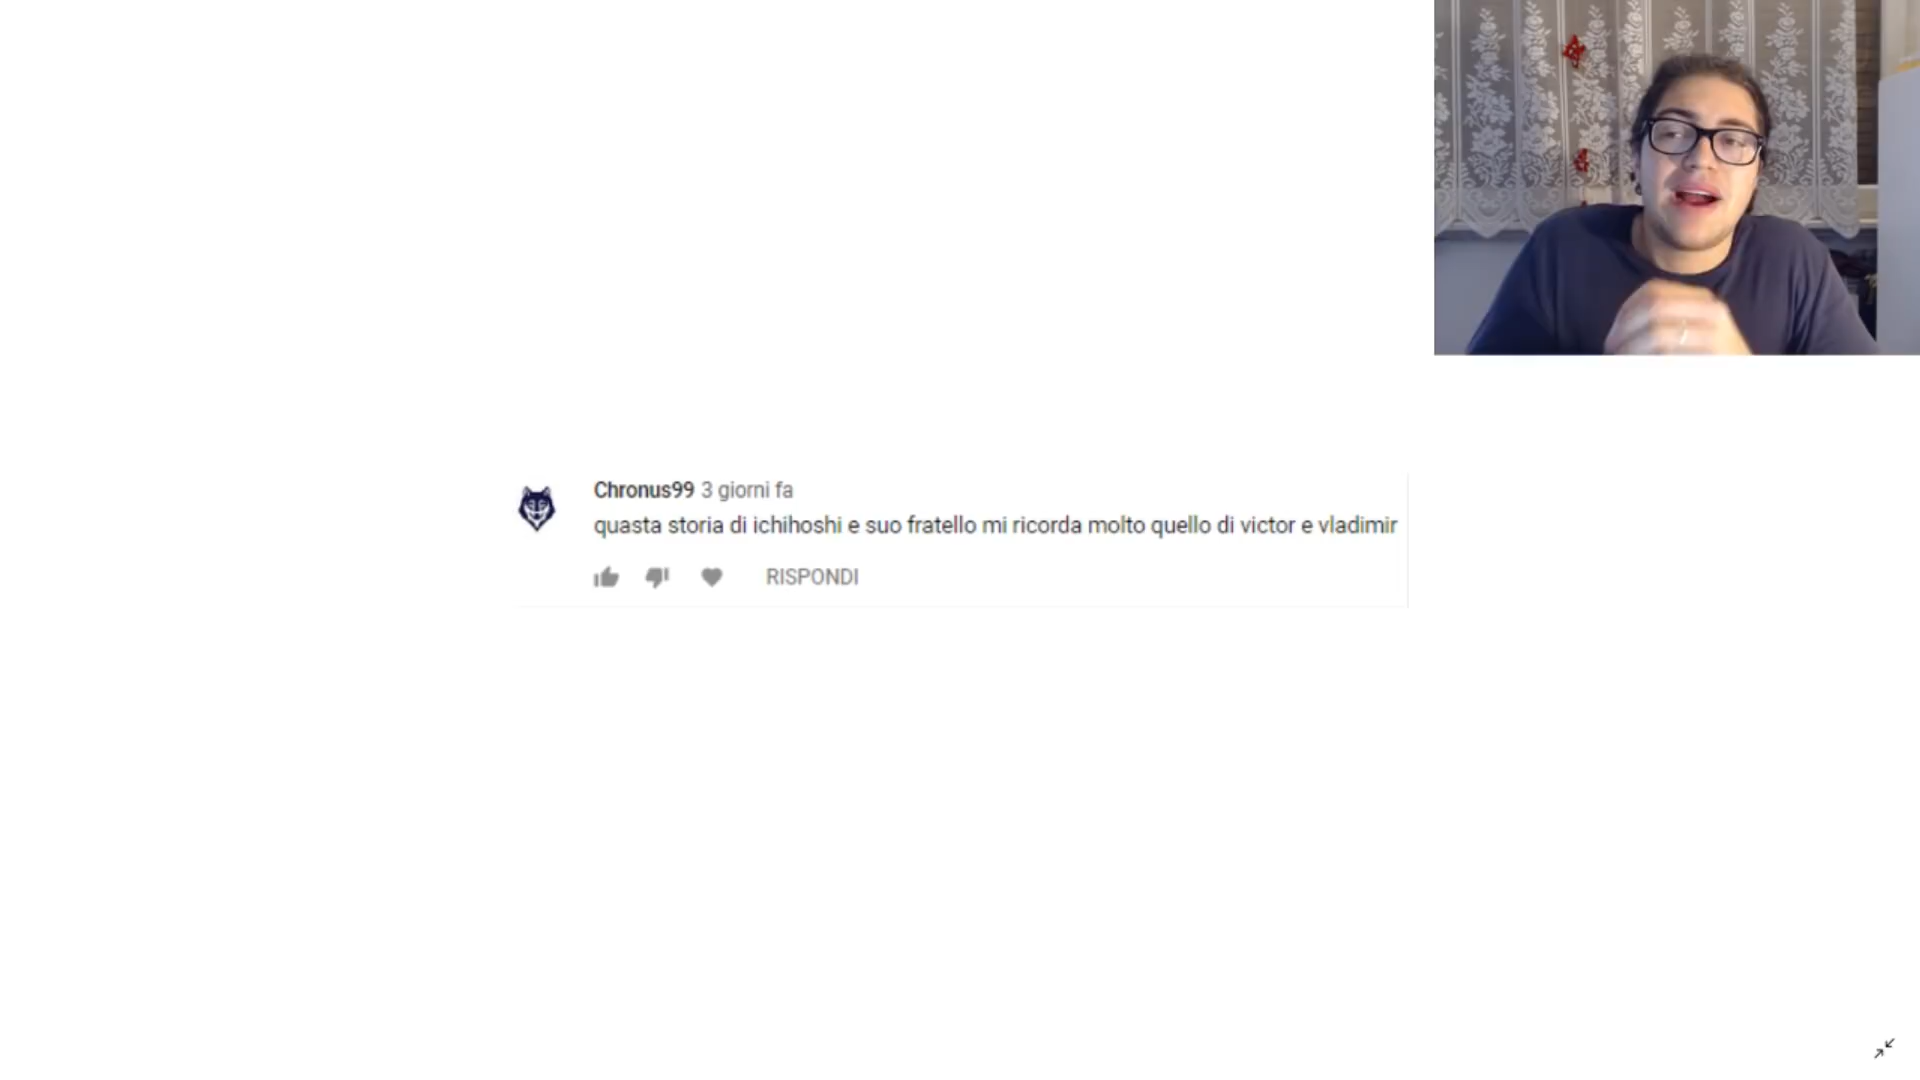 Chronus99 3 giorni fa
quasta storia di ichihoshi e suo fratello mi ricorda molto quello di victor e vladimir
RISPONDI